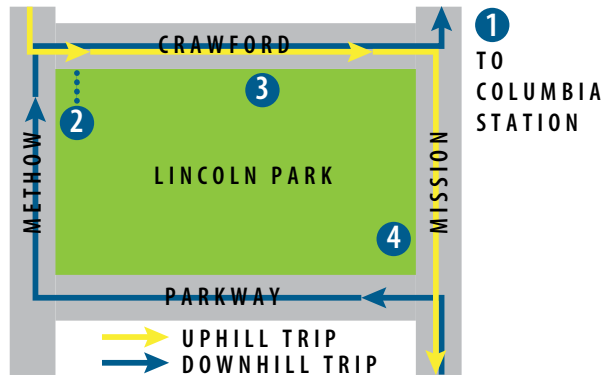 CRAWFORD
1
TO
COLUMBIA
STATION
2
3
METHOW
LINCOLN PARK
MISSION
4
PARKWAY
UPHILL TRIP
DOWNHILL TRIP